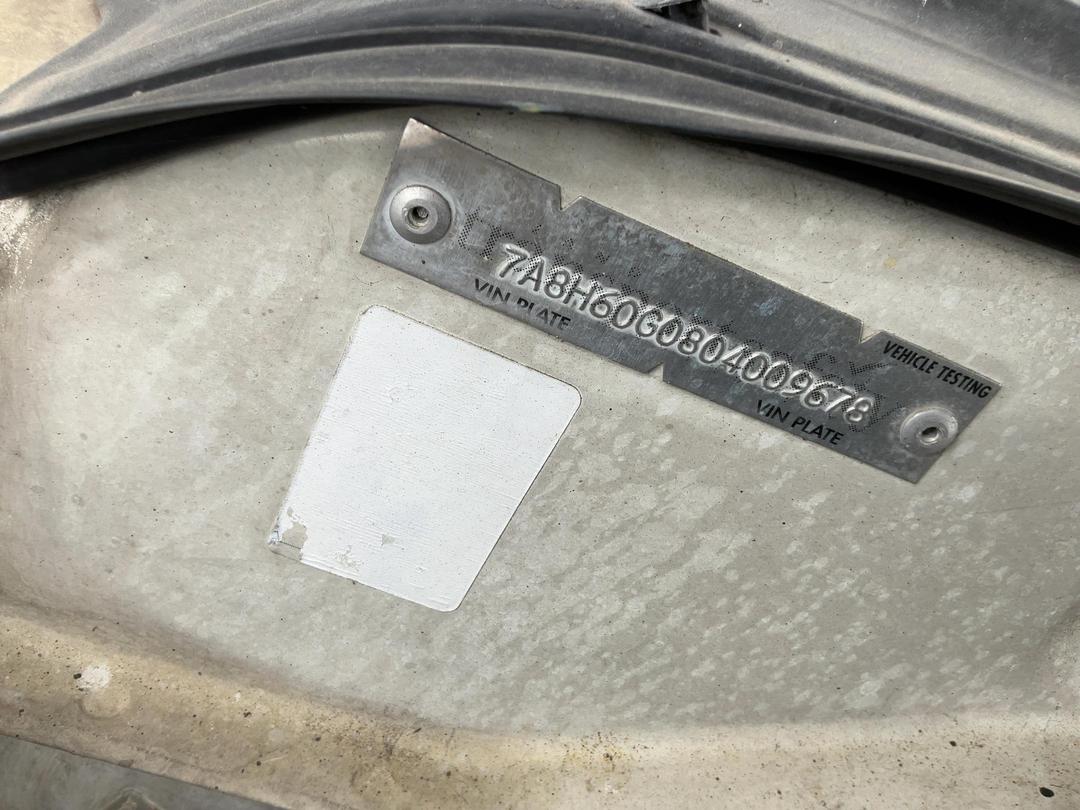 7A8H60G0804009678
VIN PLATE
VEHICLE TESTING
VIN PLATE